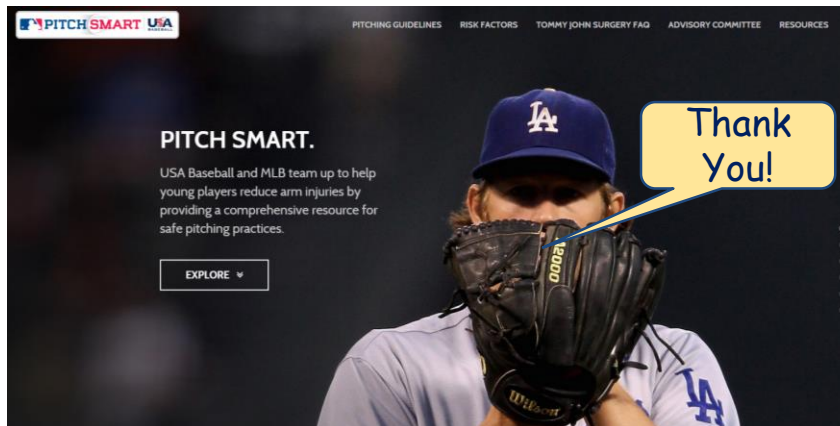 PITCH SMART USA BASEBALL
PITCHING GUIDELINES RISK FACTORS TOMMY JOHN SURGERY FAQ ADVISORY COMMITTEE RESOURCES
PITCH SMART.
USA Baseball and MLB team up to help
young players reduce arm injuries by
providing a comprehensive resource for
safe pitching practices.
EXPLORE
Thank
You!
LA
A2000
Wilson
LA